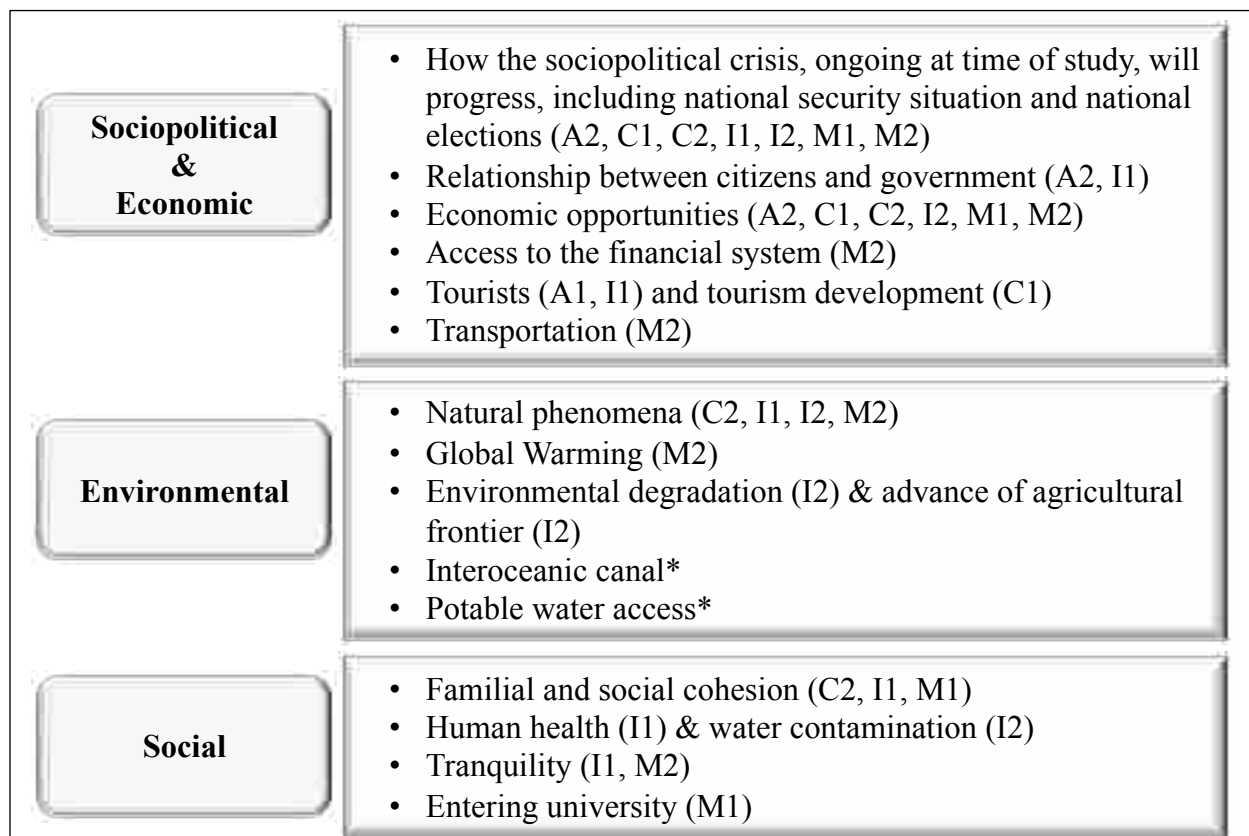 Sociopolitical
&
Economic
• How the sociopolitical crisis, ongoing at time of study, will
progress, including national security situation and national
elections (A2, C1, C2, I1, I2, M1, M2)
• Relationship between citizens and government (A2, I1)
• Economic opportunities (A2, C1, C2, I2, M1, M2)
• Access to the financial system (M2)
• Tourists (A1, I1) and tourism development (C1)
• Transportation (M2)
Environmental
• Natural phenomena (C2, I1, I2, M2)
• Global Warming (M2)
• Environmental degradation (I2) & advance of agricultural
frontier (I2)
• Interoceanic canal*
• Potable water access*
Social
• Familial and social cohesion (C2, I1, M1)
• Human health (I1) & water contamination (I2)
• Tranquility (I1, M2)
• Entering university (M1)